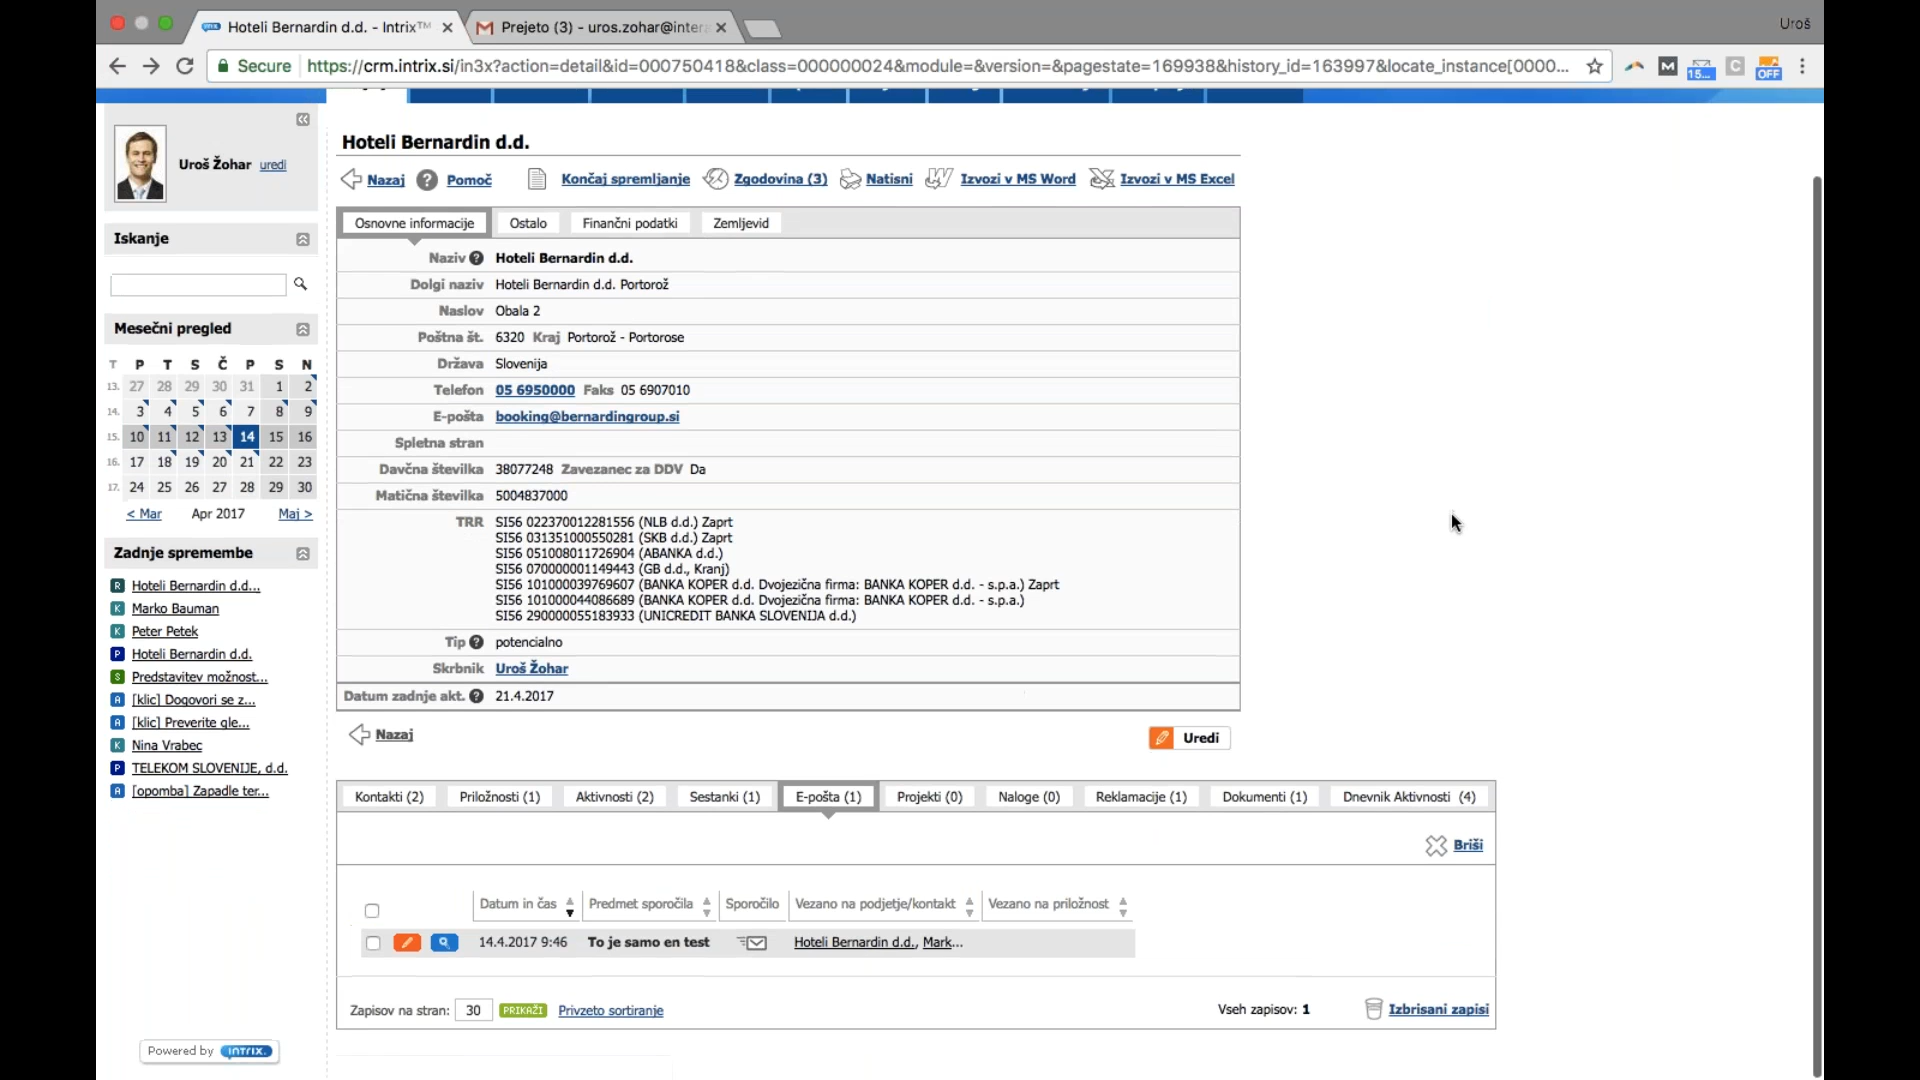 Hoteli Bernardin d.d. - Intrix™
Prejeto (3) - uros.zohar@inter
Uroš
Secure https://crm.intrix.si/in3x?action=detail&id=000750418&class=000000024&module=&version=&pagestate=169938&history_id=163997&locate_instance[0000...
M 15... C OFF
Uroš Žohar uredi
Iskanje
Mesečni pregled
T P T S Č P S N
13. 27 28 29 30 31 1 2
14. 3 4 5 6 7 8 9
15. 10 11 12 13 14 15 16
16. 17 18 19 20 21 22 23
17. 24 25 26 27 28 29 30
< Mar Apr 2017 Maj >
Zadnje spremembe
R Hoteli Bernardin d.d...
K Marko Bauman
K Peter Petek
P Hoteli Bernardin d.d.
S Predstavitev možnost...
A [klic] Dogovori se z...
A [klic] Preverite gle...
K Nina Vrabec
P TELEKOM SLOVENIJE, d.d.
A [opomba] Zapadle ter...
Powered by INTRIX.
Hoteli Bernardin d.d.
Nazaj ? Pomoč Končaj spremljanje Zgodovina (3) Natisni Izvozi v MS Word Izvozi v MS Excel
Osnovne informacije Ostalo Finančni podatki Zemljevid
Naziv ? Hoteli Bernardin d.d.
Dolgi naziv Hoteli Bernardin d.d. Portorož
Naslov Obala 2
Poštna št. 6320 Kraj Portorož - Portorose
Država Slovenija
Telefon 05 6950000 Faks 05 6907010
E-pošta booking@bernardingroup.si
Spletna stran
Davčna številka 38077248 Zavezanec za DDV Da
Matična številka 5004837000
TRR SI56 022370012281556 (NLB d.d.) Zaprt
SI56 031351000550281 (SKB d.d.) Zaprt
SI56 051008011726904 (ABANKA d.d.)
SI56 070000001149443 (GB d.d., Kranj)
SI56 101000039769607 (BANKA KOPER d.d. Dvojezična firma: BANKA KOPER d.d. - s.p.a.) Zaprt
SI56 101000044086689 (BANKA KOPER d.d. Dvojezična firma: BANKA KOPER d.d. - s.p.a.)
SI56 290000055183933 (UNICREDIT BANKA SLOVENIJA d.d.)
Tip ? potencialno
Skrbnik Uroš Žohar
Datum zadnje akt. ? 21.4.2017
Nazaj Uredi
Kontakti (2) Priložnosti (1) Aktivnosti (2) Sestanki (1) E-pošta (1) Projekti (0) Naloge (0) Reklamacije (1) Dokumenti (1) Dnevnik Aktivnosti (4)
Briši
Datum in čas Predmet sporočila Sporočilo Vezano na podjetje/kontakt Vezano na priložnost
14.4.2017 9:46 To je samo en test Hoteli Bernardin d.d., Mark...
Zapisov na stran: 30 PRIKAŽI Privzeto sortiranje Vseh zapisov: 1 Izbrisani zapisi